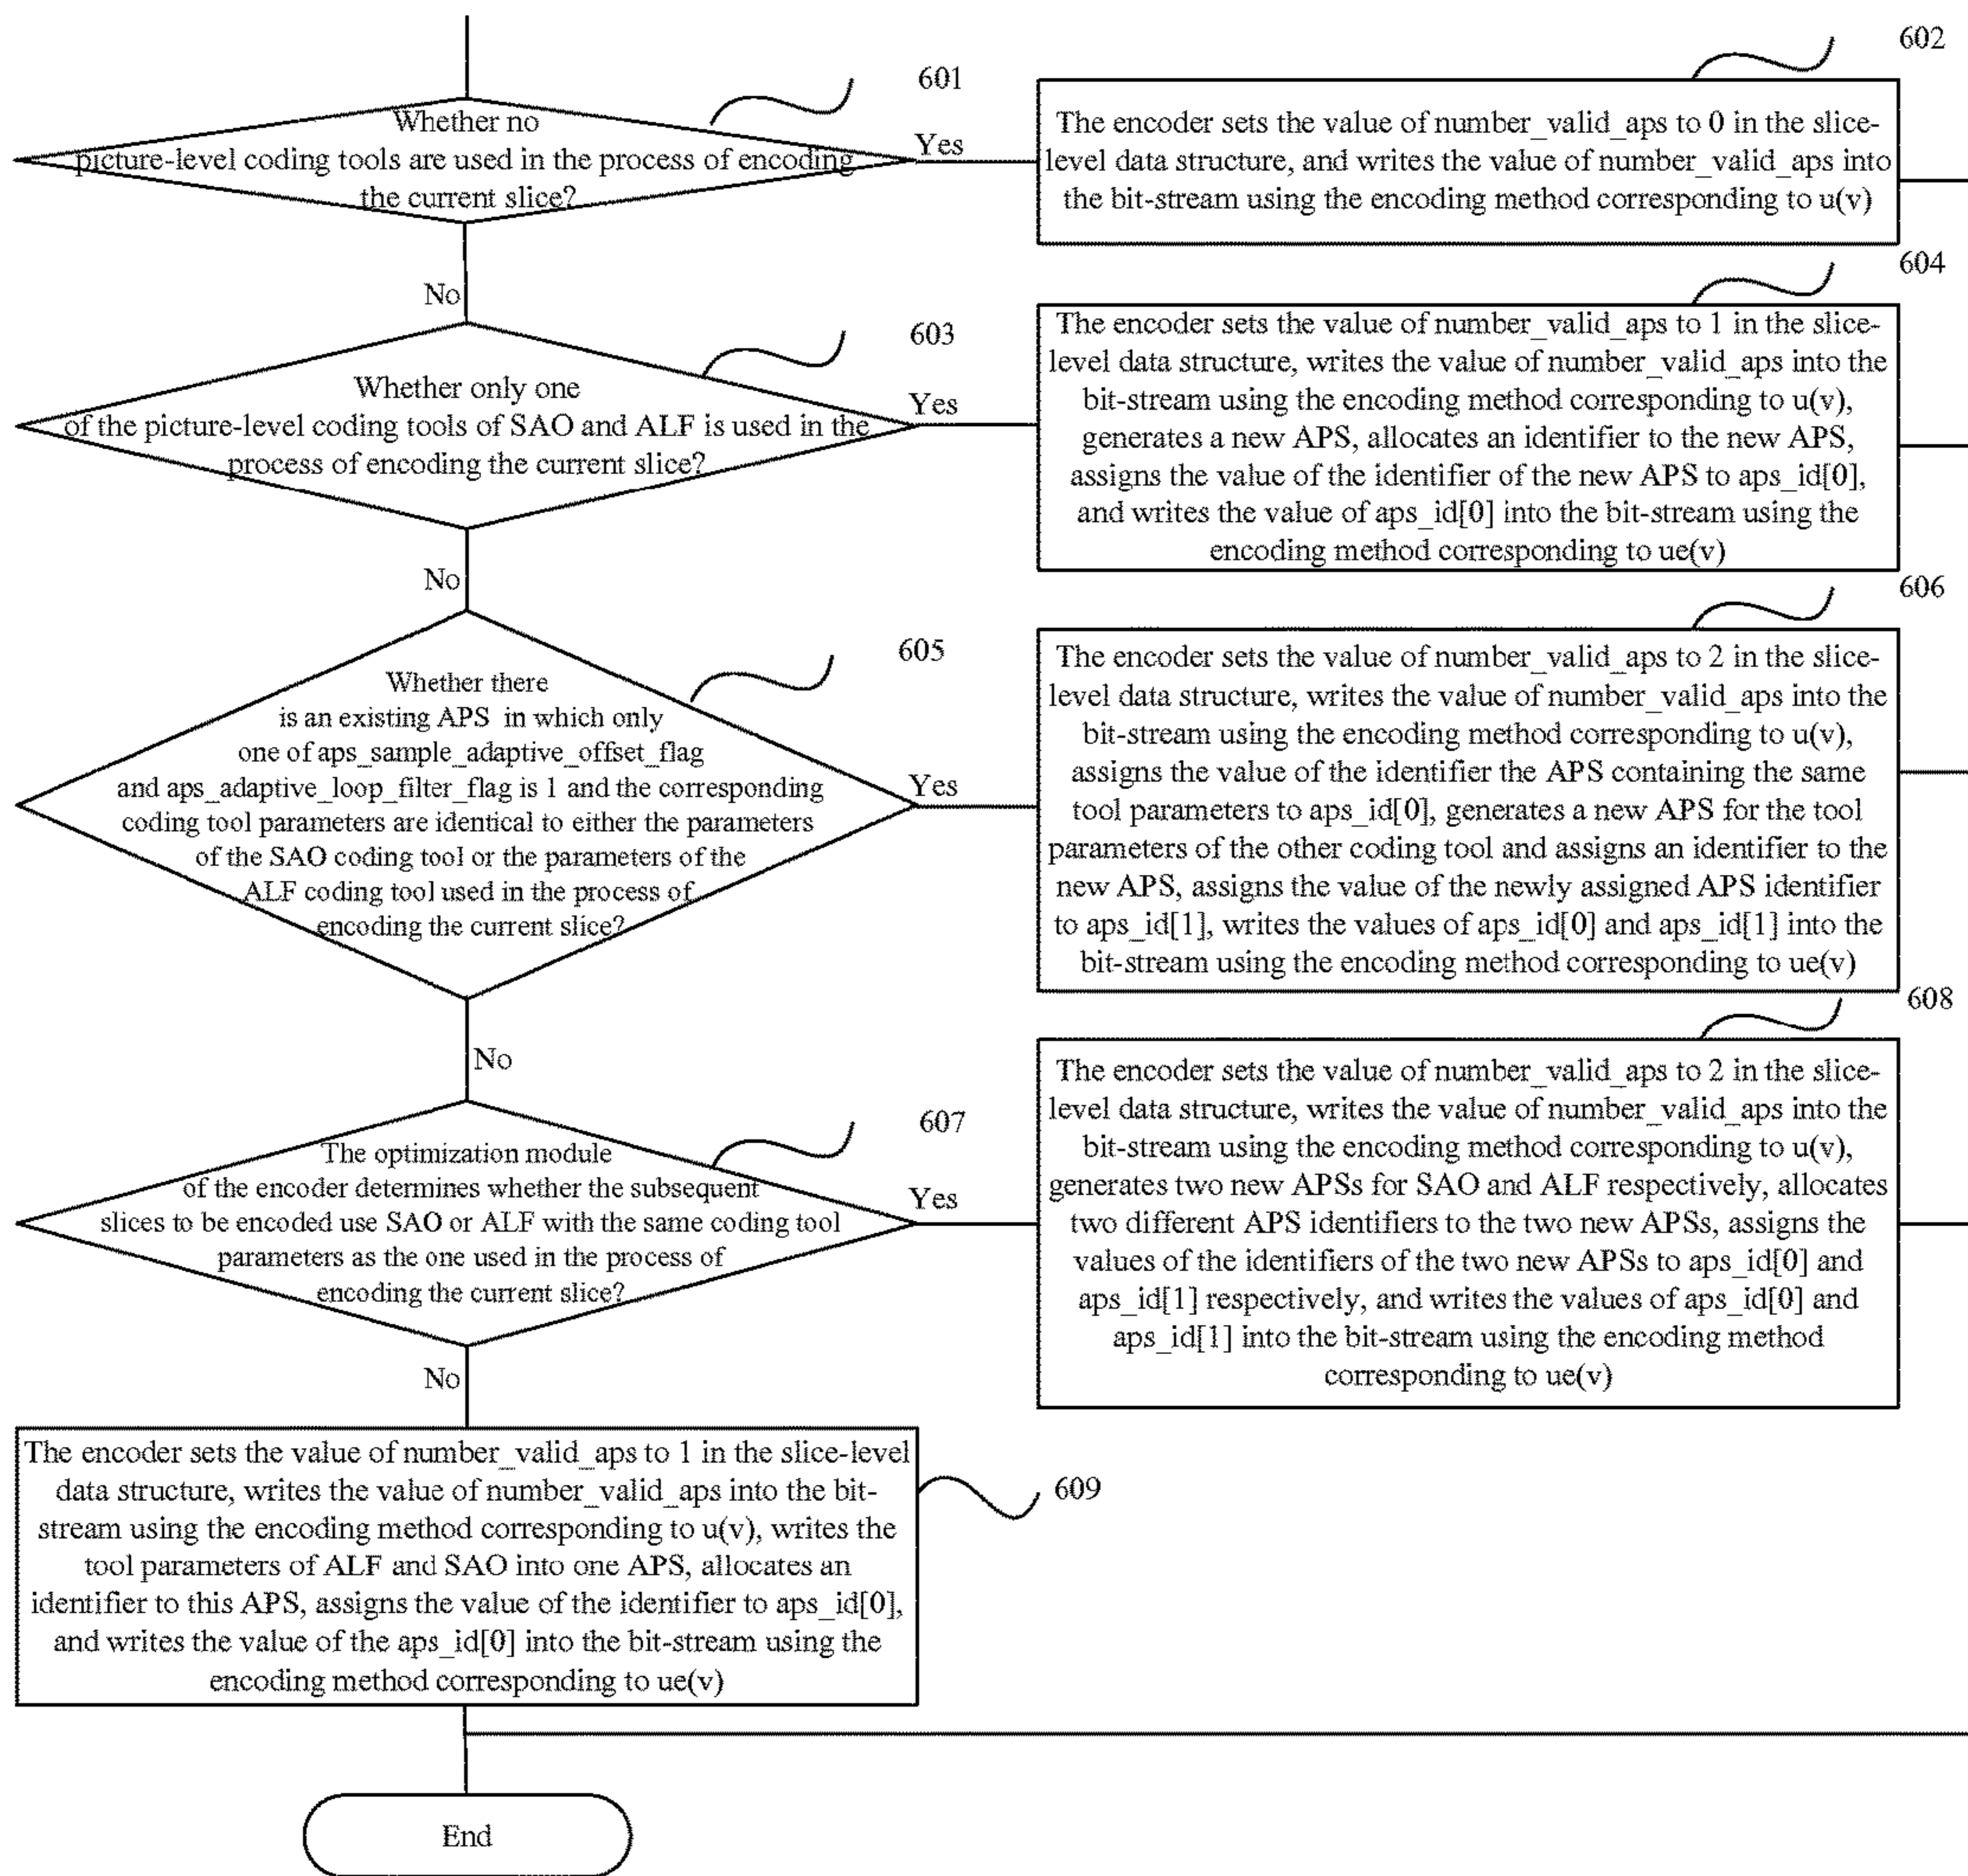 601
Whether no
picture-level coding tools are used in the process of encoding
the current slice?
Yes
602
The encoder sets the value of number_valid_aps to 0 in the slice-
level data structure, and writes the value of number_valid_aps into
the bit-stream using the encoding method corresponding to u(v)
No
603
Whether only one
of the picture-level coding tools of SAO and ALF is used in the
process of encoding the current slice?
Yes
604
The encoder sets the value of number_valid_aps to 1 in the slice-
level data structure, writes the value of number_valid_aps into the
bit-stream using the encoding method corresponding to u(v),
generates a new APS, allocates an identifier to the new APS,
assigns the value of the identifier of the new APS to aps_id[0],
and writes the value of aps_id[0] into the bit-stream using the
encoding method corresponding to ue(v)
No
605
Whether there
is an existing APS in which only
one of aps_sample_adaptive_offset_flag
and aps_adaptive_loop_filter_flag is 1 and the corresponding
coding tool parameters are identical to either the parameters
of the SAO coding tool or the parameters of the
ALF coding tool used in the process of
encoding the current slice?
Yes
606
The encoder sets the value of number_valid_aps to 2 in the slice-
level data structure, writes the value of number_valid_aps into the
bit-stream using the encoding method corresponding to u(v),
assigns the value of the identifier the APS containing the same
tool parameters to aps_id[0], generates a new APS for the tool
parameters of the other coding tool and assigns an identifier to the
new APS, assigns the value of the newly assigned APS identifier
to aps_id[1], writes the values of aps_id[0] and aps_id[1] into the
bit-stream using the encoding method corresponding to ue(v)
No
607
The optimization module
of the encoder determines whether the subsequent
slices to be encoded use SAO or ALF with the same coding tool
parameters as the one used in the process of
encoding the current slice?
Yes
608
The encoder sets the value of number_valid_aps to 2 in the slice-
level data structure, writes the value of number_valid_aps into the
bit-stream using the encoding method corresponding to u(v),
generates two new APSs for SAO and ALF respectively, allocates
two different APS identifiers to the two new APSs, assigns the
values of the identifiers of the two new APSs to aps_id[0] and
aps_id[1] respectively, and writes the values of aps_id[0] and
aps_id[1] into the bit-stream using the encoding method
corresponding to ue(v)
No
The encoder sets the value of number_valid_aps to 1 in the slice-level
data structure, writes the value of number_valid_aps into the bit-
stream using the encoding method corresponding to u(v), writes the
tool parameters of ALF and SAO into one APS, allocates an
identifier to this APS, assigns the value of the identifier to aps_id[0],
and writes the value of the aps_id[0] into the bit-stream using the
encoding method corresponding to ue(v)
609
End